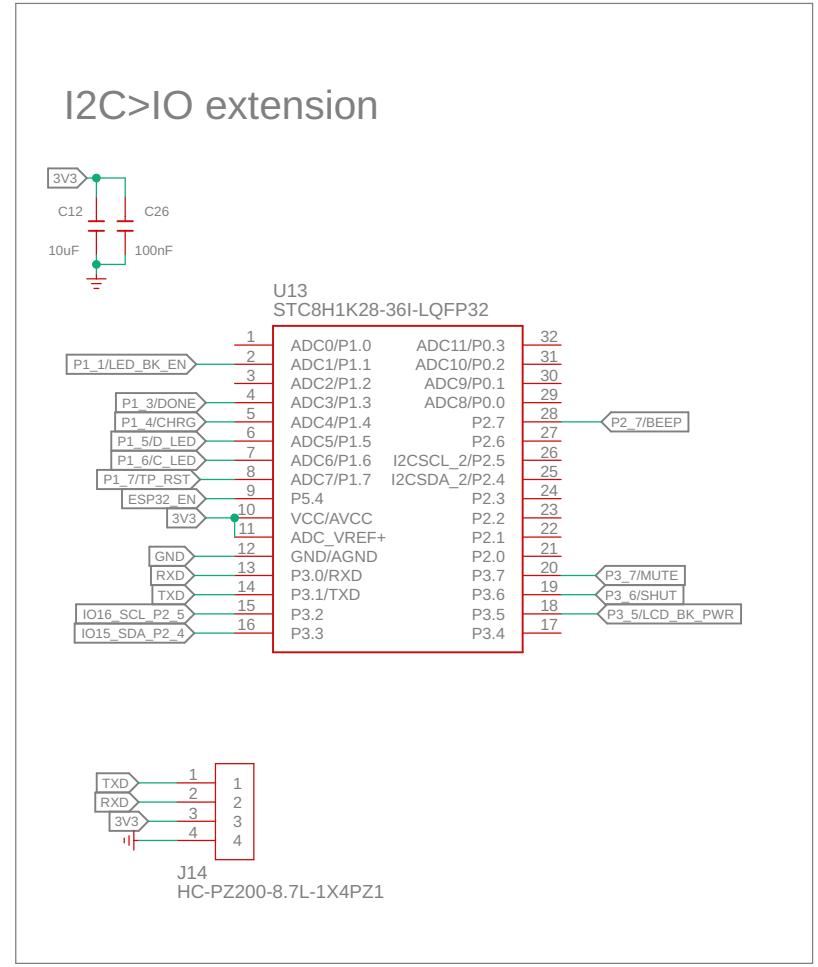 I2C>IO extension
3V3
C12 C26
10uF 100nF
U13
STC8H1K28-36I-LQFP32
1 ADC0/P1.0 ADC11/P0.3 32
P1_1/LED_BK_EN 2 ADC1/P1.1 ADC10/P0.2 31
3 ADC2/P1.2 ADC9/P0.1 30
P1_3/DONE 4 ADC3/P1.3 ADC8/P0.0 29
P1_4/CHRG 5 ADC4/P1.4 P2.7 28 P2_7/BEEP
P1_5/D_LED 6 ADC5/P1.5 P2.6 27
P1_6/C_LED 7 ADC6/P1.6 I2CSCL_2/P2.5 26
P1_7/TP_RST 8 ADC7/P1.7 I2CSDA_2/P2.4 25
ESP32_EN 9 P5.4 P2.3 24
3V3 10 VCC/AVCC P2.2 23
11 ADC_VREF+ P2.1 22
GND 12 GND/AGND P2.0 21
RXD 13 P3.0/RXD P3.7 20 P3_7/MUTE
TXD 14 P3.1/TXD P3.6 19 P3_6/SHUT
IO16_SCL_P2_5 15 P3.2 P3.5 18 P3_5/LCD_BK_PWR
IO15_SDA_P2_4 16 P3.3 P3.4 17
TXD 1 1
RXD 2 2
3V3 3 3
4 4
J14
HC-PZ200-8.7L-1X4PZ1